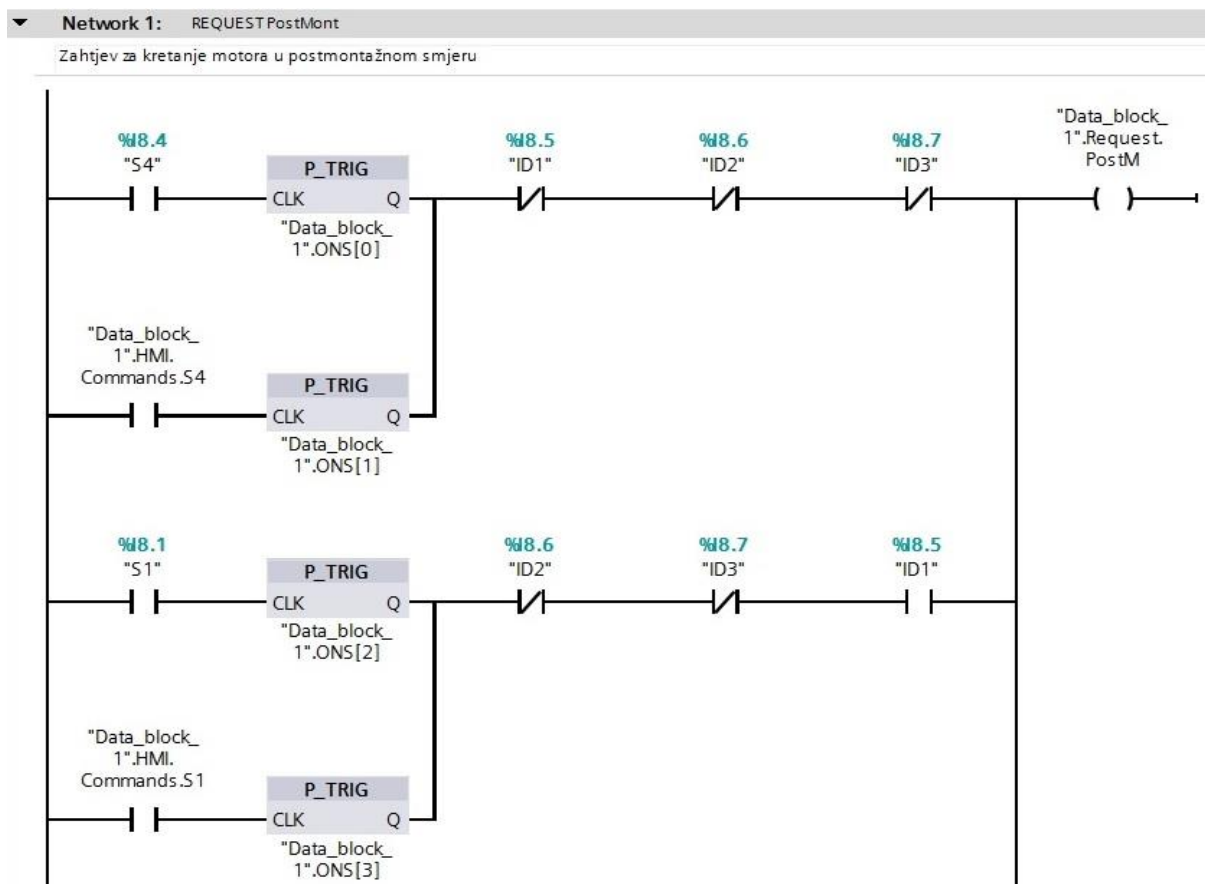 Network 1: REQUEST PostMont
Zahtjev za kretanje motora u postmontažnom smjeru
"Data_block_
1".Request.
PostM
%I8.4
"S4"
P_TRIG
CLK Q
"Data_block_
1".ONS[0]
%I8.5
"ID1"
%I8.6
"ID2"
%I8.7
"ID3"
"Data_block_
1".HMI.
Commands.S4
P_TRIG
CLK Q
"Data_block_
1".ONS[1]
%I8.1
"S1"
P_TRIG
CLK Q
"Data_block_
1".ONS[2]
%I8.6
"ID2"
%I8.7
"ID3"
%I8.5
"ID1"
"Data_block_
1".HMI.
Commands.S1
P_TRIG
CLK Q
"Data_block_
1".ONS[3]